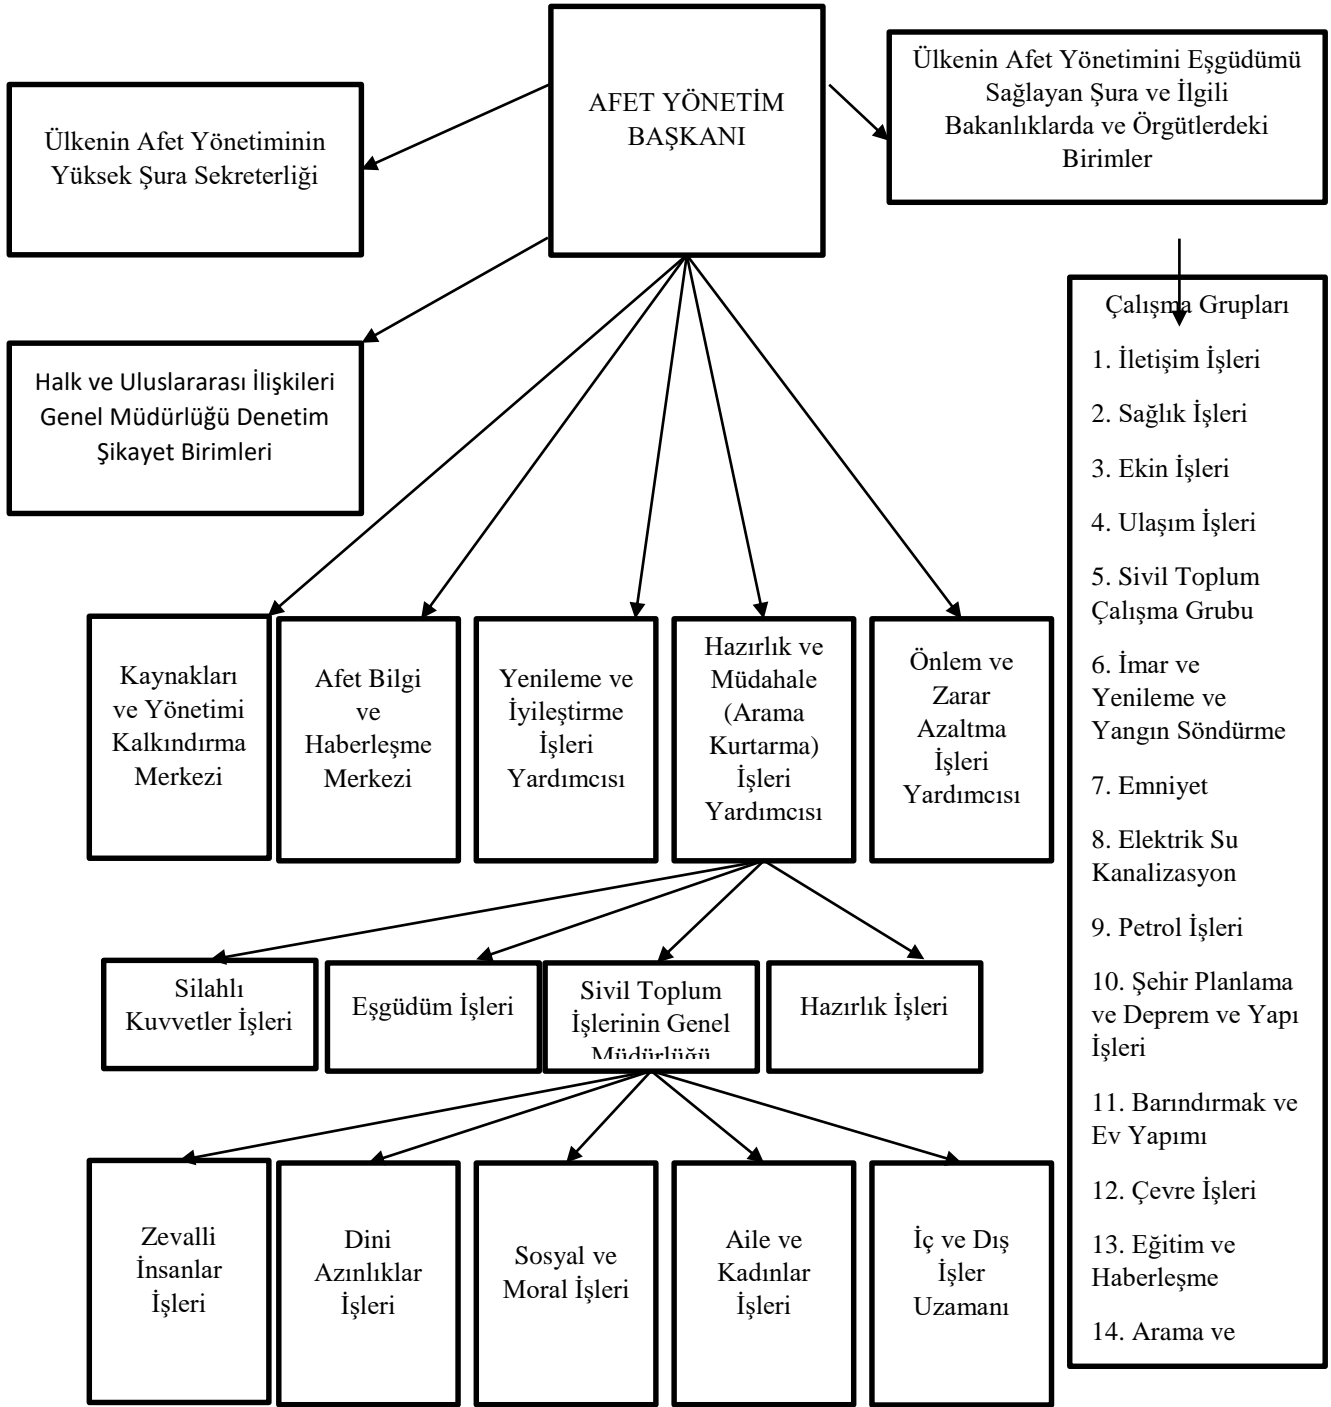 AFET YÖNETİM
BAŞKANI
Ülkenin Afet Yönetimini Eşgüdümü
Sağlayan Şura ve İlgili
Bakanlıklarda ve Örgütlerdeki
Birimler
Ülkenin Afet Yönetiminin
Yüksek Şura Sekreterliği
Halk ve Uluslararası İlişkileri
Genel Müdürlüğü Denetim
Şikayet Birimleri
Çalışma Grupları
1. İletişim İşleri
2. Sağlık İşleri
3. Ekin İşleri
4. Ulaşım İşleri
5. Sivil Toplum
Çalışma Grubu
6. İmar ve
Yenileme ve
Yangın Söndürme
7. Emniyet
8. Elektrik Su
Kanalizasyon
9. Petrol İşleri
10. Şehir Planlama
ve Deprem ve Yapı
İşleri
11. Barındırmak ve
Ev Yapımı
12. Çevre İşleri
13. Eğitim ve
Haberleşme
14. Arama ve
Kaynakları
ve Yönetimi
Kalkındırma
Merkezi
Afet Bilgi
ve
Haberleşme
Merkezi
Yenileme ve
İyileştirme
İşleri
Yardımcısı
Hazırlık ve
Müdahale
(Arama
Kurtarma)
İşleri
Yardımcısı
Önlem ve
Zarar
Azaltma
İşleri
Yardımcısı
Silahlı
Kuvvetler İşleri
Eşgüdüm İşleri
Sivil Toplum
İşlerinin Genel
Müdürlüğü
Hazırlık İşleri
Zevalli
İnsanlar
İşleri
Dini
Azınlıklar
İşleri
Sosyal ve
Moral İşleri
Aile ve
Kadınlar
İşleri
İç ve Dış
İşler
Uzamanı